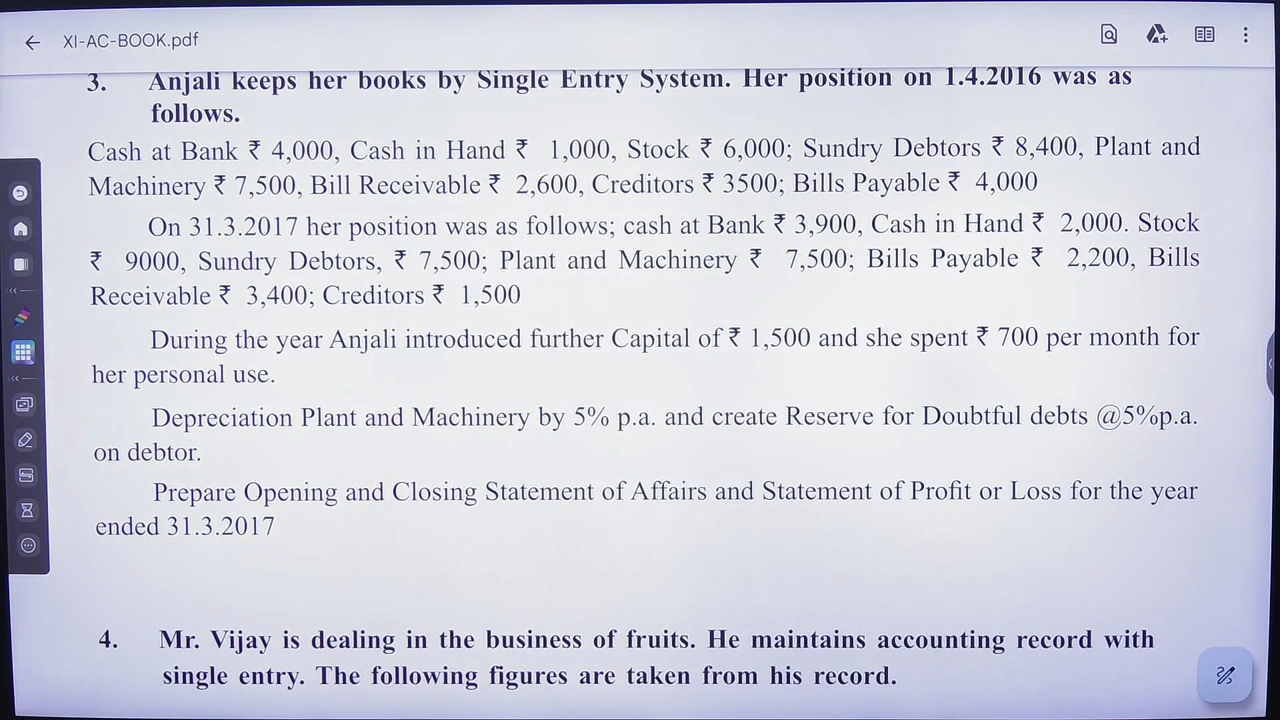 XI-AC-BOOK.pdf
3. Anjali keeps her books by Single Entry System. Her position on 1.4.2016 was as
follows.
Cash at Bank ₹ 4,000, Cash in Hand ₹ 1,000, Stock ₹ 6,000; Sundry Debtors ₹ 8,400, Plant and
Machinery ₹ 7,500, Bill Receivable ₹ 2,600, Creditors ₹ 3500; Bills Payable ₹ 4,000
On 31.3.2017 her position was as follows; cash at Bank ₹ 3,900, Cash in Hand ₹ 2,000. Stock
₹ 9000, Sundry Debtors, ₹ 7,500; Plant and Machinery ₹ 7,500; Bills Payable ₹ 2,200, Bills
Receivable ₹ 3,400; Creditors ₹ 1,500
During the year Anjali introduced further Capital of ₹ 1,500 and she spent ₹ 700 per month for
her personal use.
Depreciation Plant and Machinery by 5% p.a. and create Reserve for Doubtful debts @5%p.a.
on debtor.
Prepare Opening and Closing Statement of Affairs and Statement of Profit or Loss for the year
ended 31.3.2017
4. Mr. Vijay is dealing in the business of fruits. He maintains accounting record with
single entry. The following figures are taken from his record.